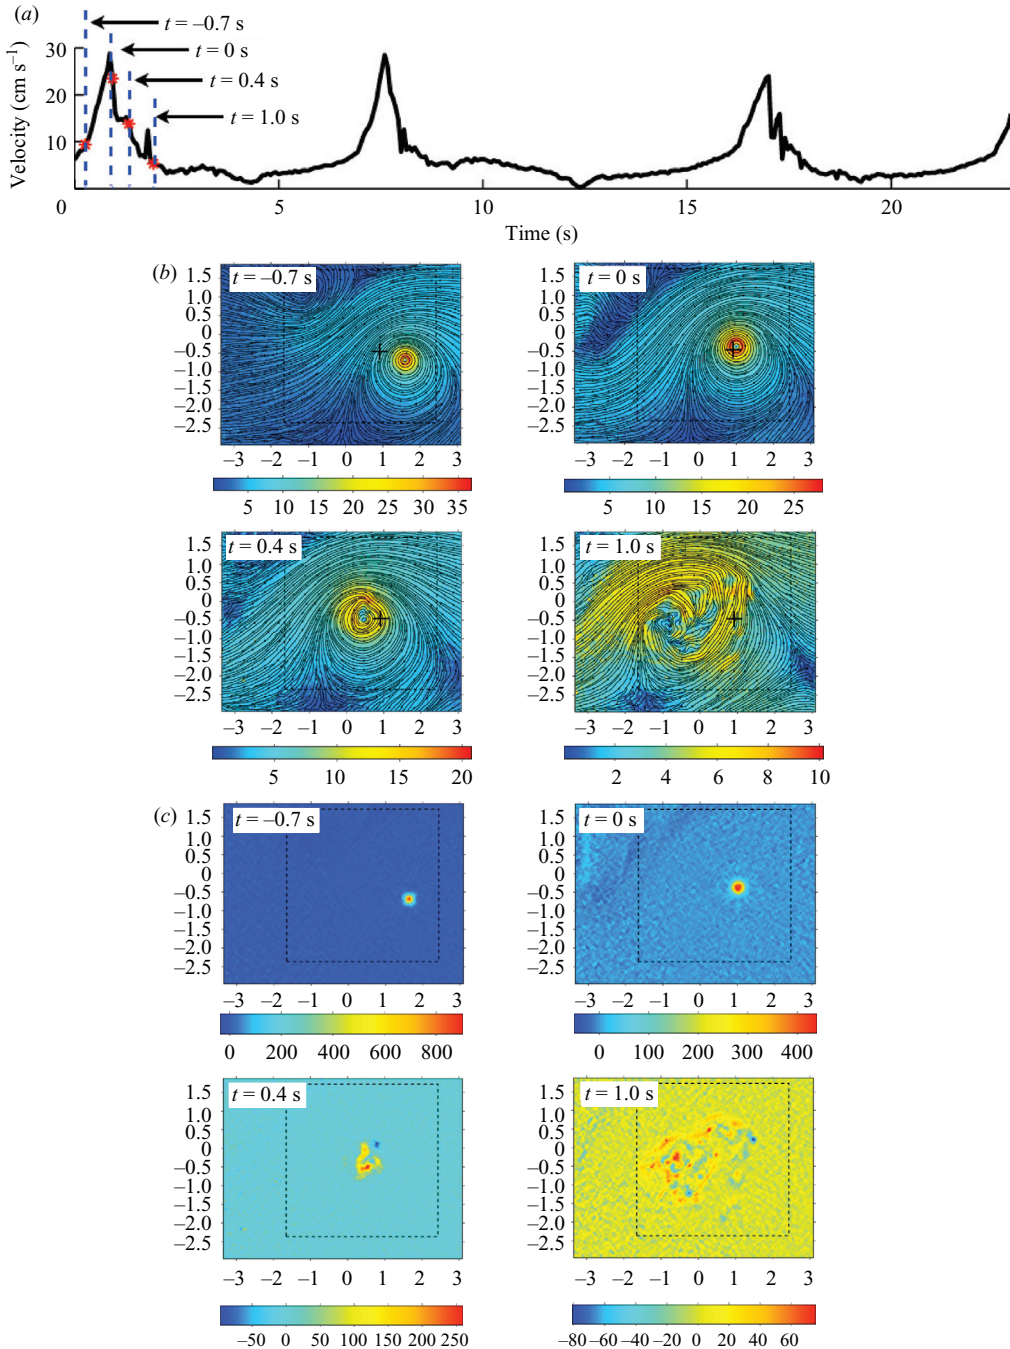 (a)
t = –0.7 s
t = 0 s
t = 0.4 s
t = 1.0 s
Velocity (cm s–1)
30
20
10
0 5 10 15 20
Time (s)
(b)
t = –0.7 s
t = 0 s
1.5 1.0 0.5 0 –0.5 –1.0 –1.5 –2.0 –2.5
1.5 1.0 0.5 0 –0.5 –1.0 –1.5 –2.0 –2.5
–3 –2 –1 0 1 2 3
–3 –2 –1 0 1 2 3
5 10 15 20 25 30 35
5 10 15 20 25
t = 0.4 s
t = 1.0 s
1.5 1.0 0.5 0 –0.5 –1.0 –1.5 –2.0 –2.5
1.5 1.0 0.5 0 –0.5 –1.0 –1.5 –2.0 –2.5
–3 –2 –1 0 1 2 3
–3 –2 –1 0 1 2 3
5 10 15 20
2 4 6 8 10
(c)
t = –0.7 s
t = 0 s
1.5 1.0 0.5 0 –0.5 –1.0 –1.5 –2.0 –2.5
1.5 1.0 0.5 0 –0.5 –1.0 –1.5 –2.0 –2.5
–3 –2 –1 0 1 2 3
–3 –2 –1 0 1 2 3
0 200 400 600 800
0 100 200 300 400
t = 0.4 s
t = 1.0 s
1.5 1.0 0.5 0 –0.5 –1.0 –1.5 –2.0 –2.5
1.5 1.0 0.5 0 –0.5 –1.0 –1.5 –2.0 –2.5
–3 –2 –1 0 1 2 3
–3 –2 –1 0 1 2 3
–50 0 50 100 150 200 250
–80 –60 –40 –20 0 20 40 60